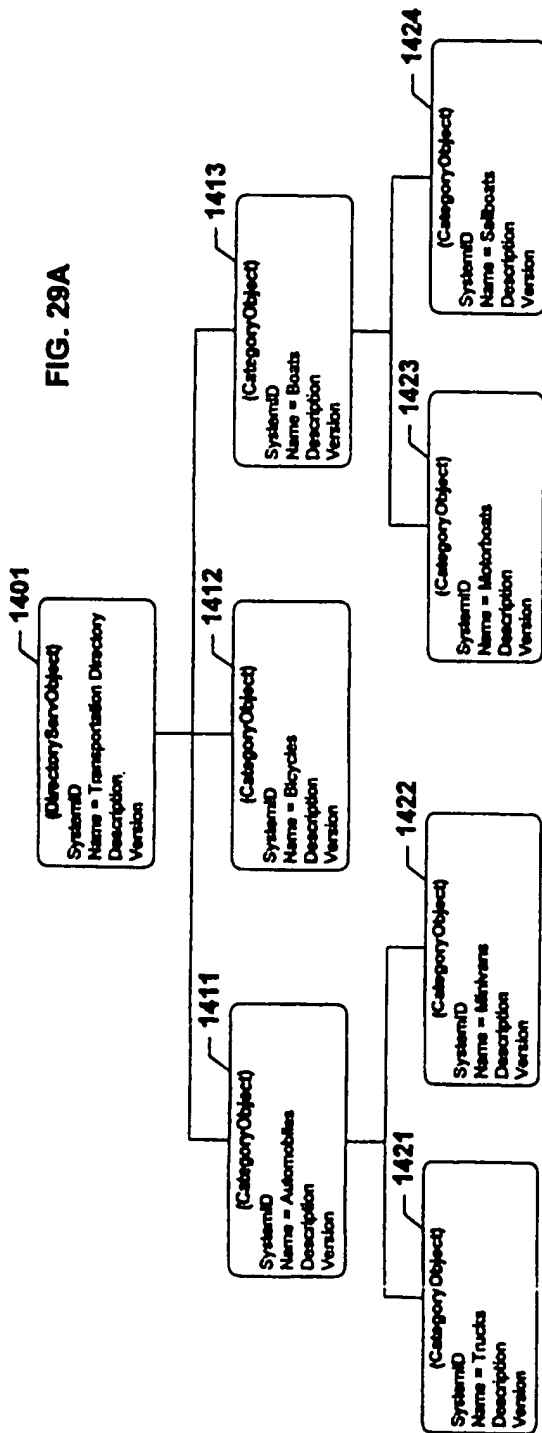 FIG. 29A
1401
(DirectoryServObject)
SystemID
Name = Transportation Directory
Description
Version
1411
(CategoryObject)
SystemID
Name = Automobiles
Description
Version
1412
(CategoryObject)
SystemID
Name = Bicycles
Description
Version
1413
(CategoryObject)
SystemID
Name = Boats
Description
Version
1421
(CategoryObject)
SystemID
Name = Trucks
Description
Version
1422
(CategoryObject)
SystemID
Name = Minivans
Description
Version
1423
(CategoryObject)
SystemID
Name = Motorboats
Description
Version
1424
(CategoryObject)
SystemID
Name = Sailboats
Description
Version